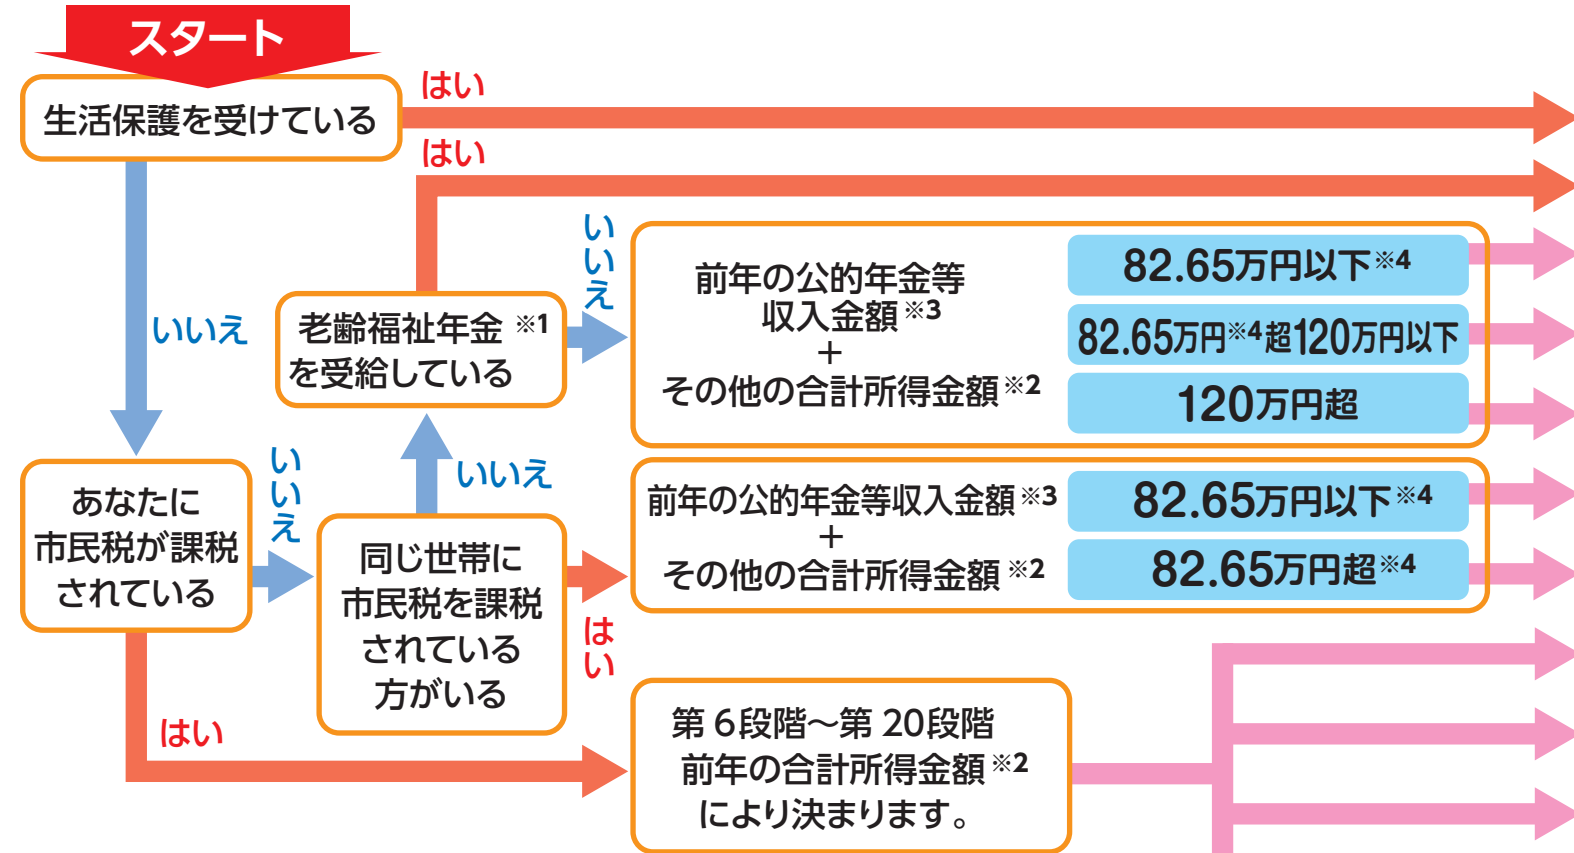 スタート
生活保護を受けている
はい
はい
いいえ
老齢福祉年金 ※1
を受給している
いいえ
前年の公的年金等
収入金額※3
+
その他の合計所得金額※2
82.65万円以下※4
82.65万円※4超120万円以下
120万円超
あなたに
市民税が課税
されている
いいえ
いいえ
同じ世帯に
市民税を課税
されている
方がいる
はい
前年の公的年金等収入金額※3
+
その他の合計所得金額※2
82.65万円以下※4
82.65万円超※4
はい
第6段階～第20段階
前年の合計所得金額※2
により決まります。